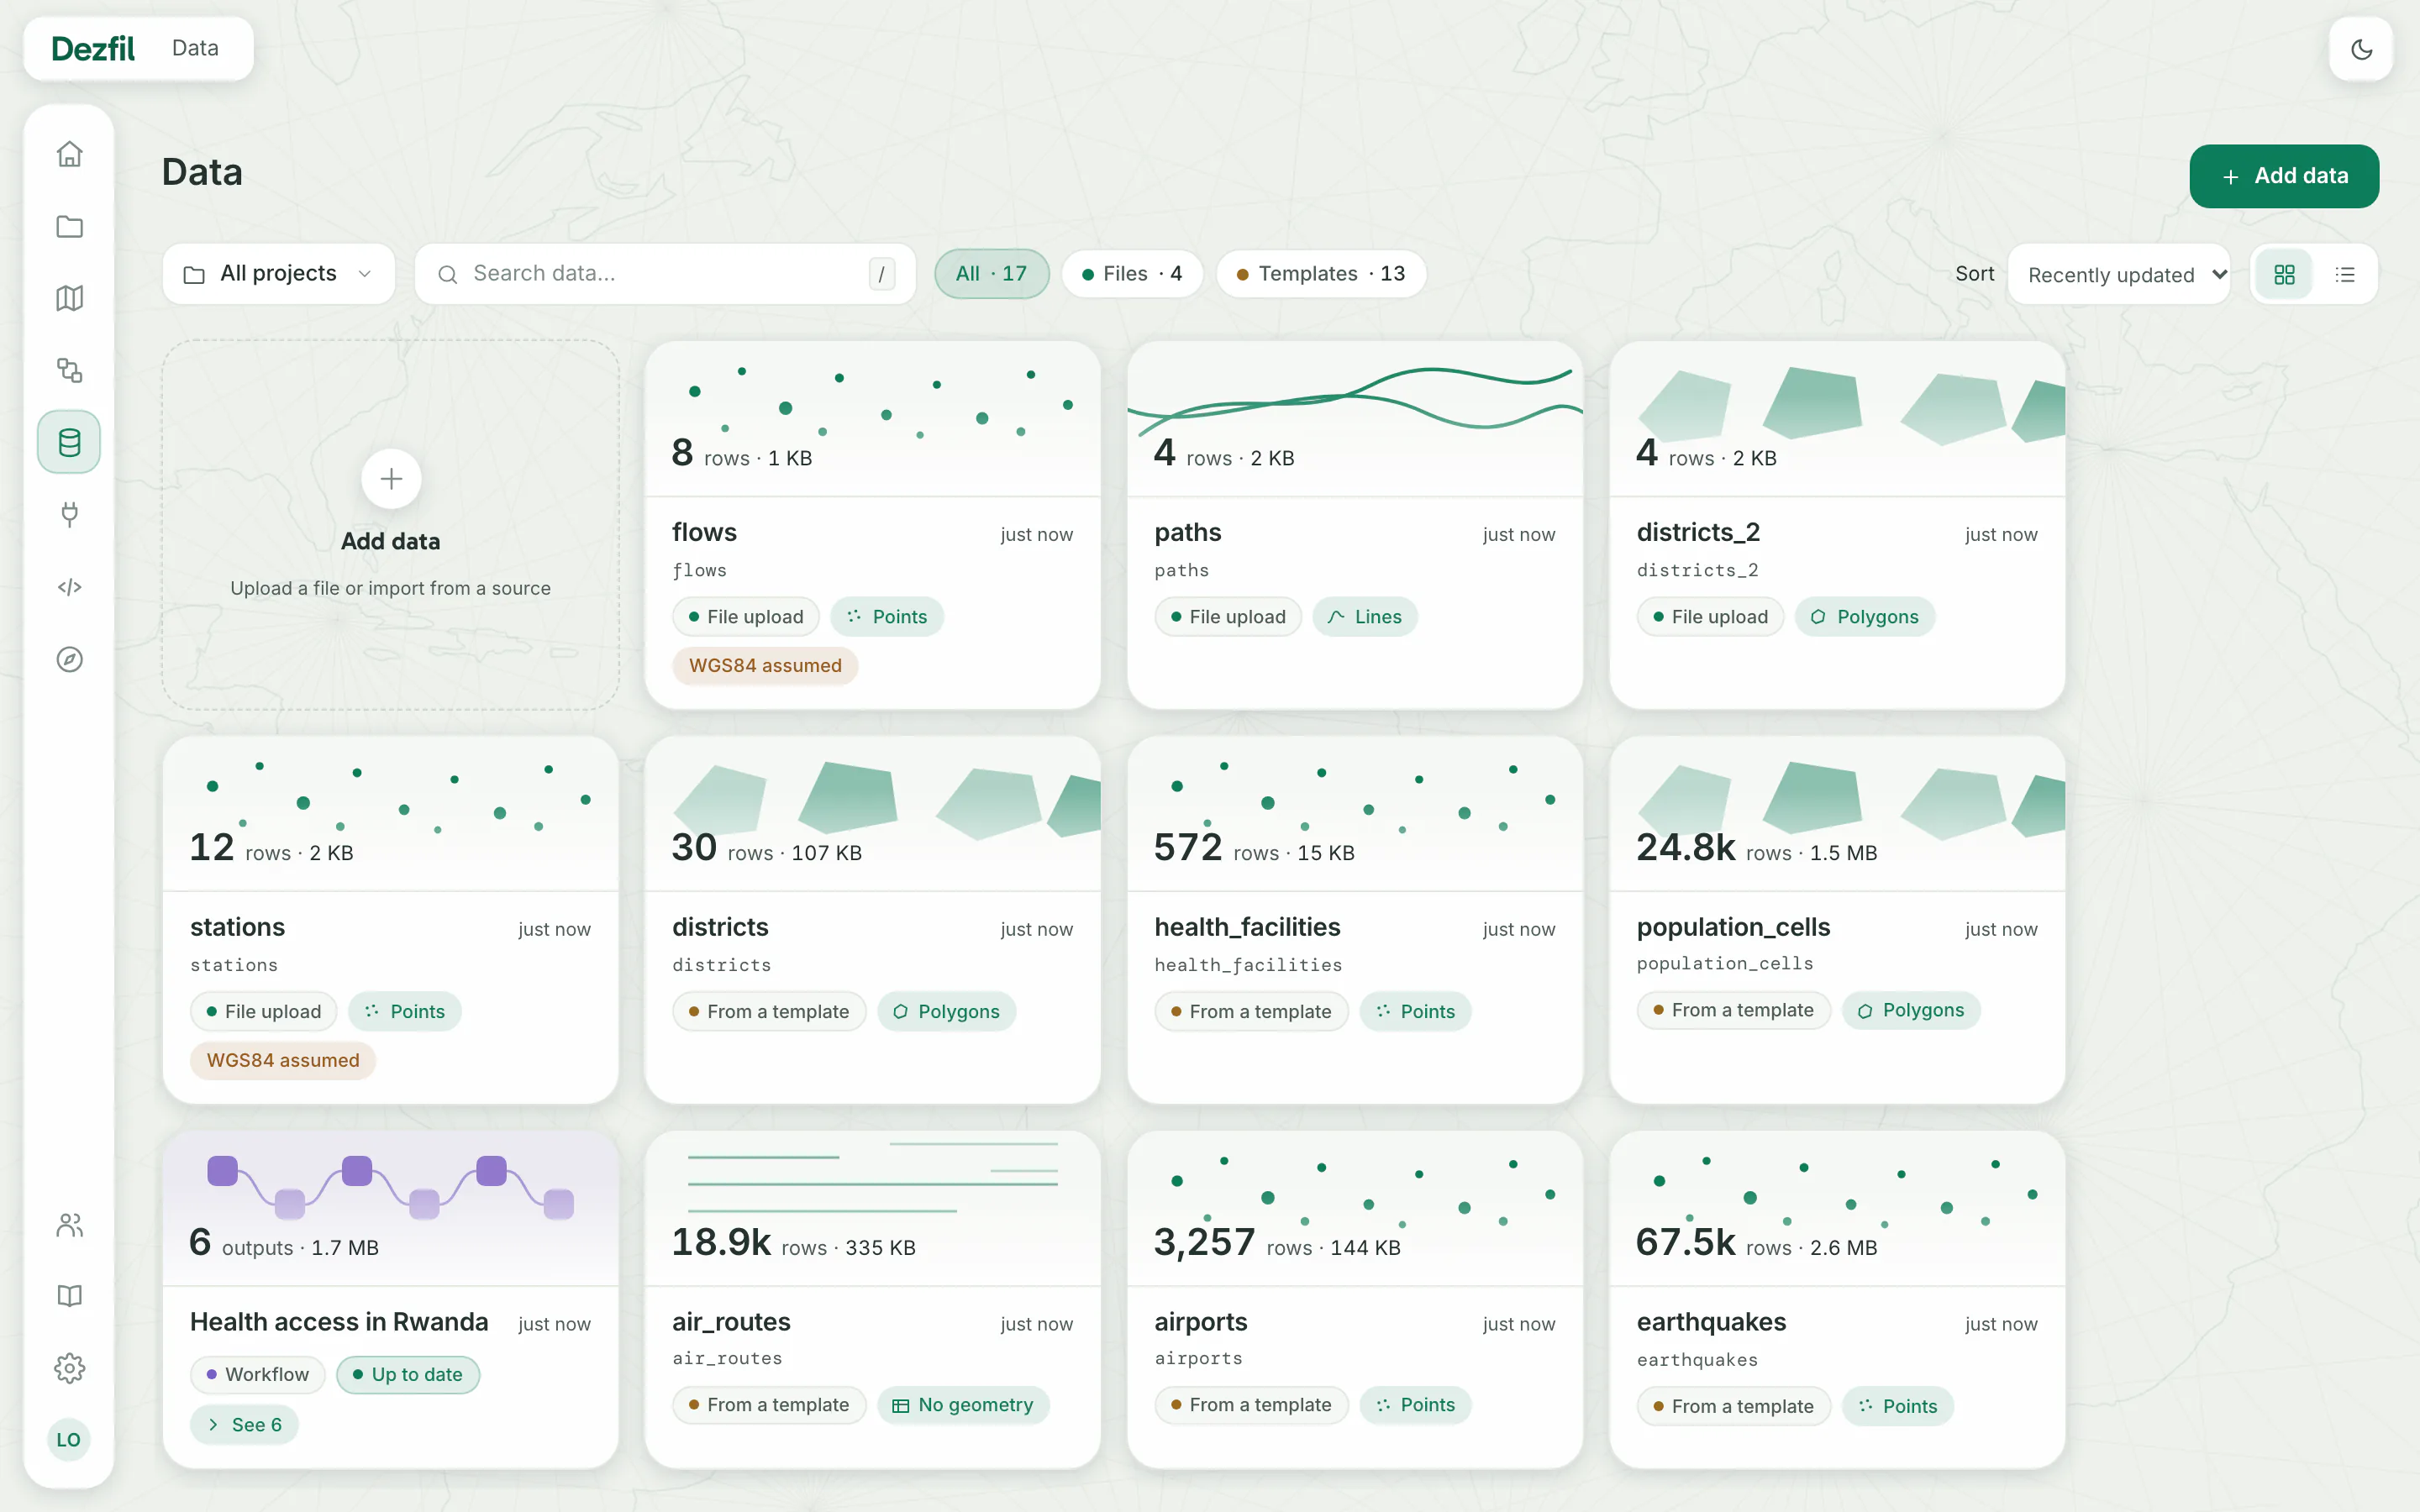 Dezfil Data
Data
+ Add data
All projects
Search data... /
All · 17
Files · 4
Templates · 13
Sort
Recently updated
Add data
Upload a file or import from a source
8 rows · 1 KB
flows just now
flows
File upload Points
WGS84 assumed
4 rows · 2 KB
paths just now
paths
File upload Lines
4 rows · 2 KB
districts_2 just now
districts_2
File upload Polygons
12 rows · 2 KB
stations just now
stations
File upload Points
WGS84 assumed
30 rows · 107 KB
districts just now
districts
From a template Polygons
572 rows · 15 KB
health_facilities just now
health_facilities
From a template Points
24.8k rows · 1.5 MB
population_cells just now
population_cells
From a template Polygons
6 outputs · 1.7 MB
Health access in Rwanda just now
Workflow Up to date
See 6
18.9k rows · 335 KB
air_routes just now
air_routes
From a template No geometry
3,257 rows · 144 KB
airports just now
airports
From a template Points
67.5k rows · 2.6 MB
earthquakes just now
earthquakes
From a template Points
LO